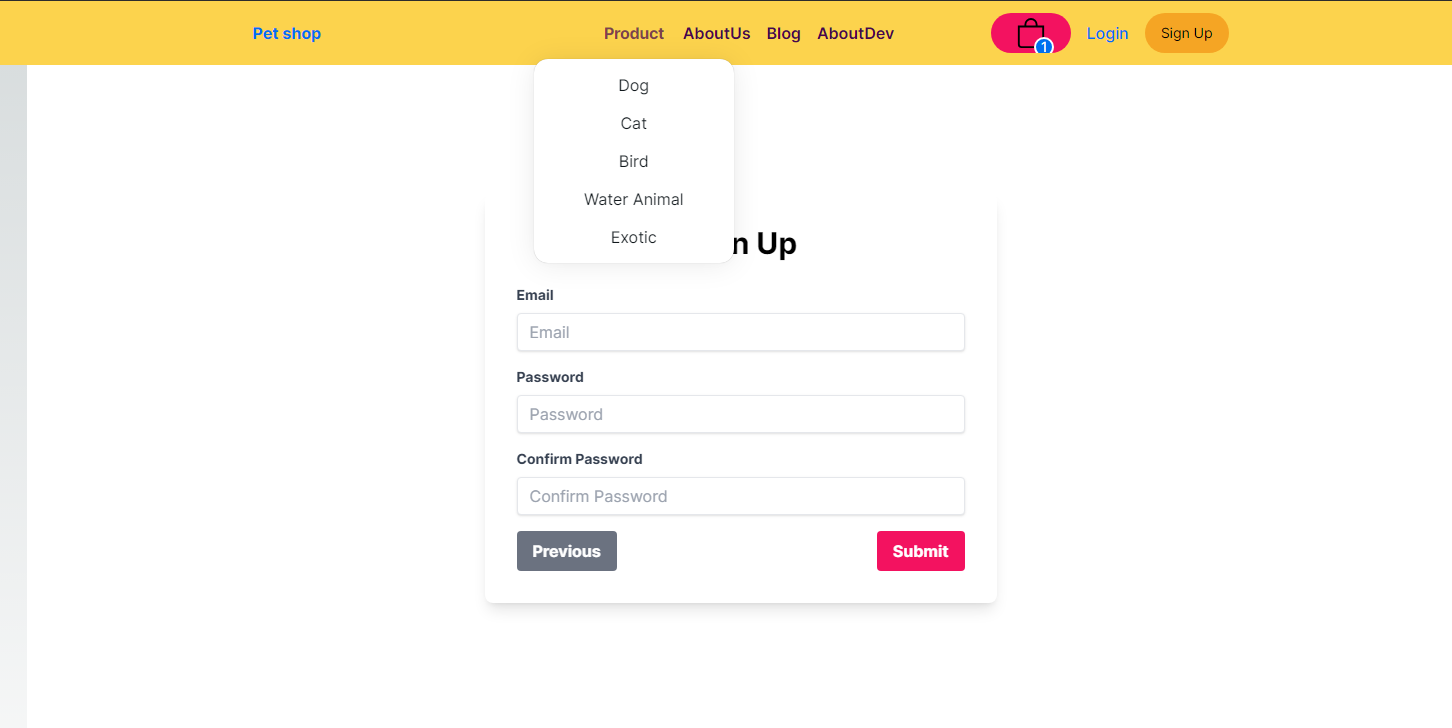 Pet shop
Product AboutUs Blog AboutDev
1
Login
Sign Up
Dog
Cat
Bird
Water Animal
Exotic
n Up
Email
Email
Password
Password
Confirm Password
Confirm Password
Previous
Submit